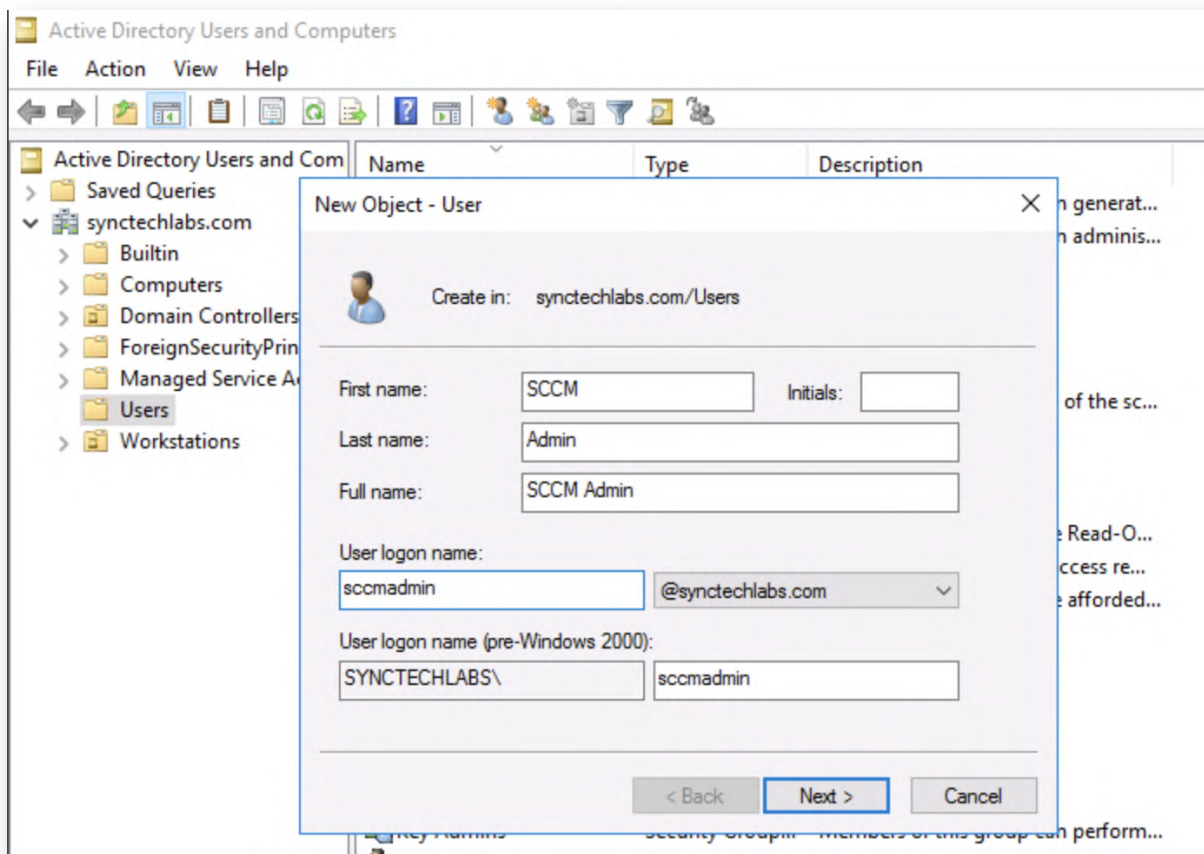 Active Directory Users and Computers
File Action View Help
Active Directory Users and Com
Name Type Description
Saved Queries
synctechlabs.com
Builtin
Computers
Domain Controllers
ForeignSecurityPrin
Managed Service A
Users
Workstations
New Object - User
Create in: synctechlabs.com/Users
First name: SCCM Initials:
Last name: Admin
Full name: SCCM Admin
User logon name:
sccmadmin @synctechlabs.com
User logon name (pre-Windows 2000):
SYNCTECHLABS\ sccmadmin
< Back Next > Cancel
n generat...
n adminis...
of the sc...
Read-O...
ccess re...
afforded...
Key Admins Security Group... Members of this group can perform...